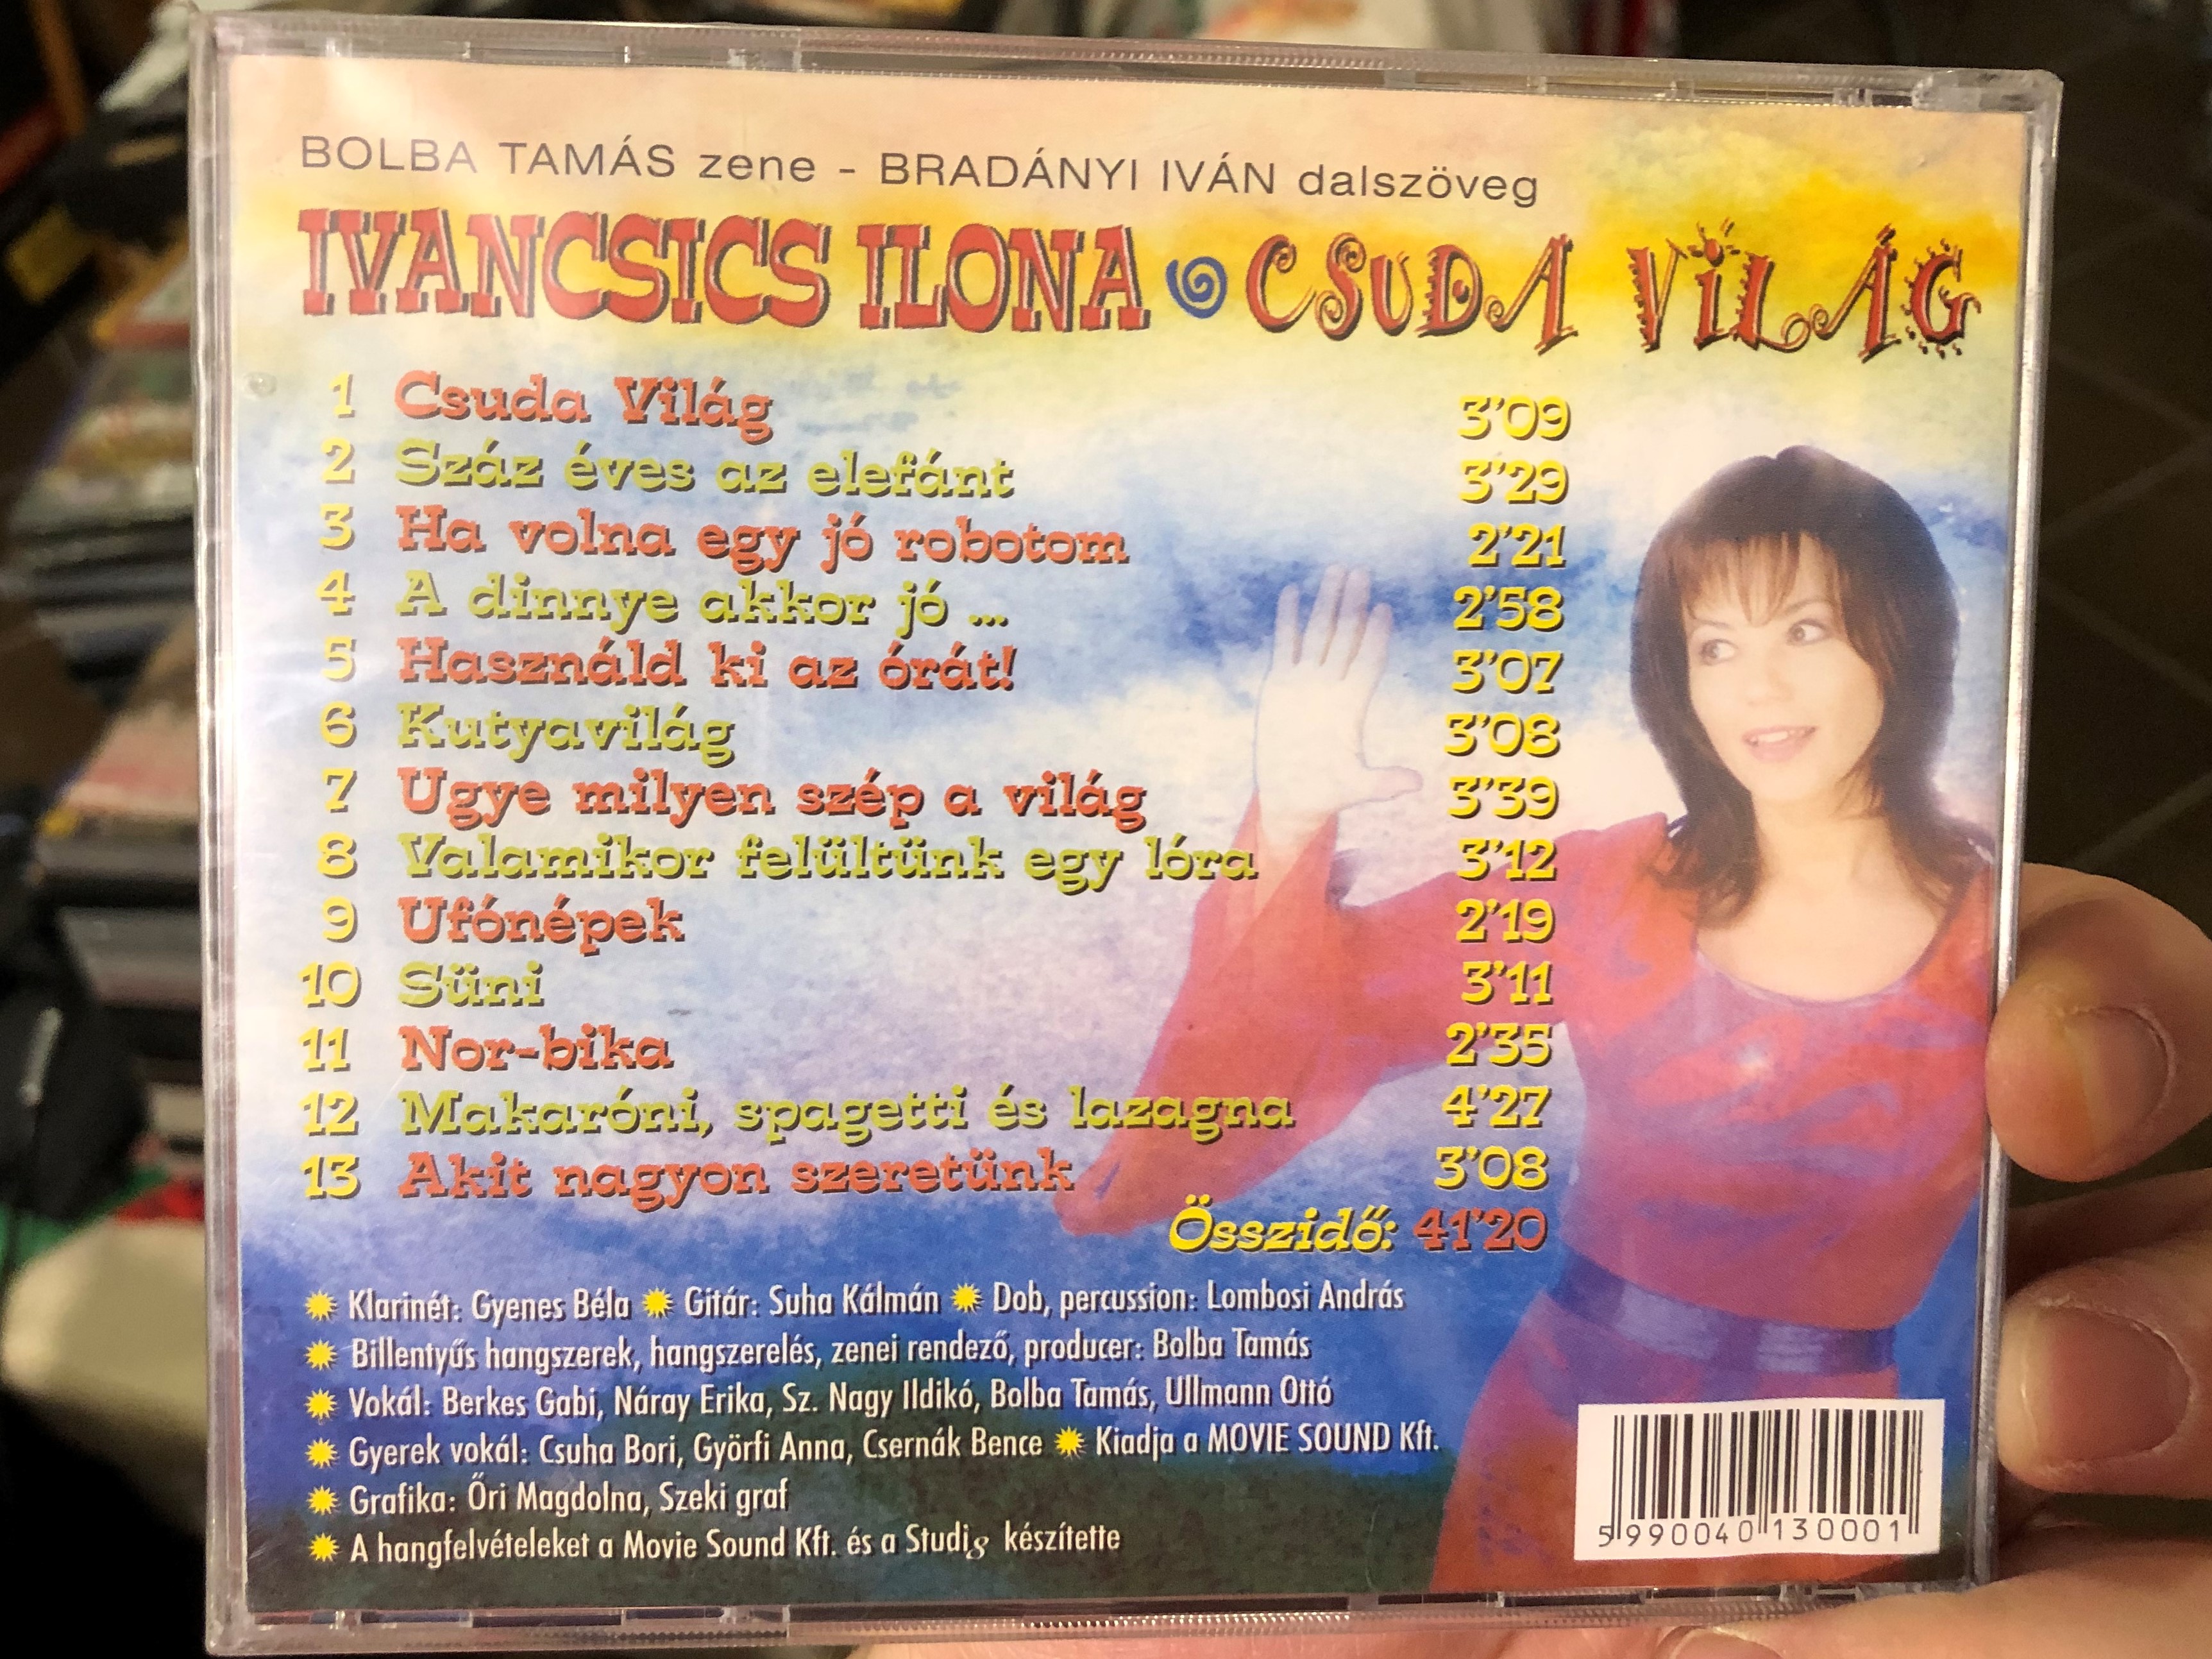 BOLBA TAMÁS zene - BRADÁNYI IVÁN dalszöveg
IVANCSICS ILONA CSUDA VILÁG
1 Csuda Világ 3'09
2 Száz éves az elefánt 3'29
3 Ha volna egy jó robotom 2'21
4 A dinnye akkor jó ... 2'58
5 Használd ki az órát! 3'07
6 Kutyavilág 3'08
7 Ugye milyen szép a világ 3'39
8 Valamikor felültünk egy lóra 3'12
9 Ufónépek 2'19
10 Süni 3'11
11 Nor-bika 2'35
12 Makaróni, spagetti és lazagna 4'27
13 Akit nagyon szeretünk 3'08
Összidő: 41'20
Klarinét: Gyenes Béla Gitár: Suha Kálmán Dob, percussion: Lombosi András
Billentyűs hangszerek, hangszerelés, zenei rendező, producer: Bolba Tamás
Vokál: Berkes Gabi, Náray Erika, Sz. Nagy Ildikó, Bolba Tamás, Ullmann Ottó
Gyerek vokál: Csuha Bori, Györfi Anna, Csernák Bence Kiadja a MOVIE SOUND Kft.
Grafika: Őri Magdolna, Szeki graf
A hangfelvételeket a Movie Sound Kft. és a Studi8 készítette
5 990040 130001